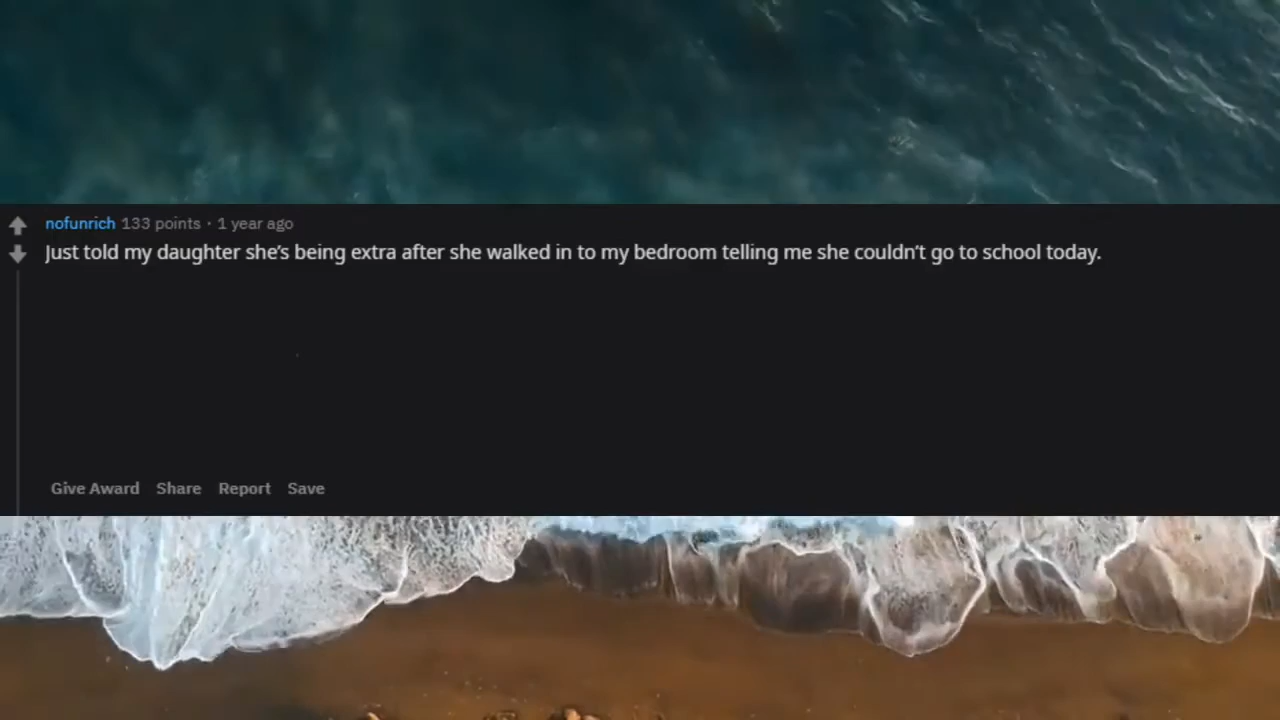 nofunrich 133 points · 1 year ago
Just told my daughter she’s being extra after she walked in to my bedroom telling me she couldn’t go to school today.
Give Award Share Report Save